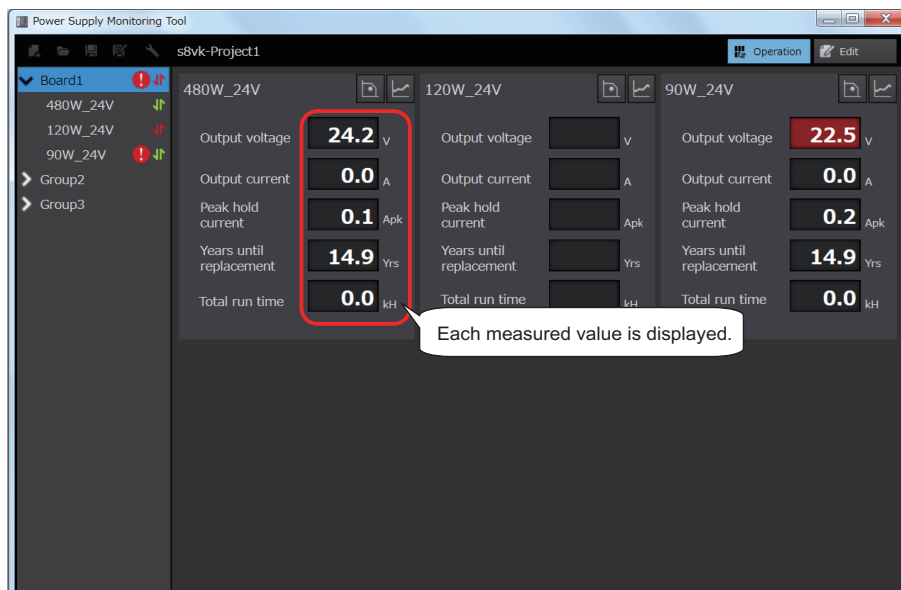 Power Supply Monitoring Tool
s8vk-Project1
Operation
Edit
Board1
480W_24V
120W_24V
90W_24V
Group2
Group3
480W_24V
Output voltage 24.2 V
Output current 0.0 A
Peak hold
current 0.1 Apk
Years until
replacement 14.9 Yrs
Total run time 0.0 kH
120W_24V
Output voltage V
Output current A
Peak hold
current Apk
Years until
replacement Yrs
Total run time kH
90W_24V
Output voltage 22.5 V
Output current 0.0 A
Peak hold
current 0.2 Apk
Years until
replacement 14.9 Yrs
Total run time 0.0 kH
Each measured value is displayed.